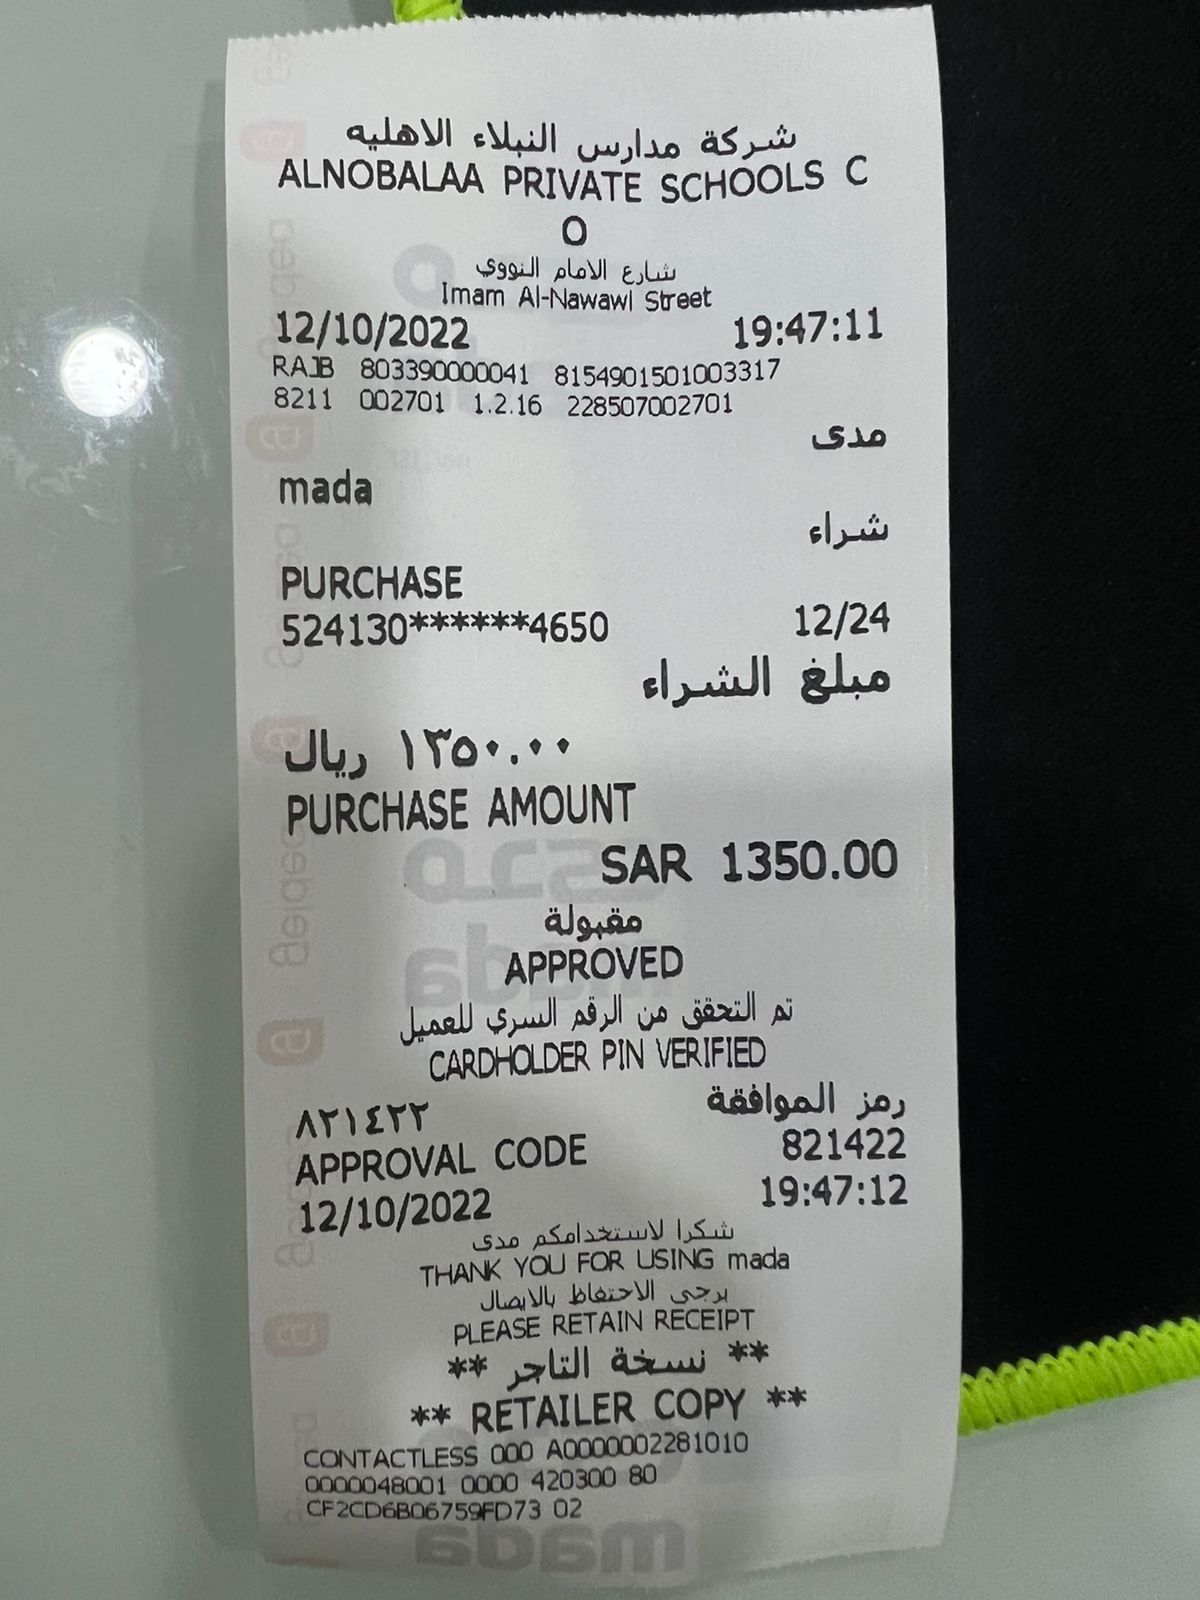 شركة مدارس النبلاء الاهليه
ALNOBALAA PRIVATE SCHOOLS C
O
شارع الامام النووي
Imam Al-Nawawi Street
12/10/2022 19:47:11
RAJB 803390000041 8154901501003317
8211 002701 1.2.16 228507002701
مدى
mada
شراء
PURCHASE
524130******4650 12/24
مبلغ الشراء
١٣٥٠.٠٠ ريال
PURCHASE AMOUNT
SAR 1350.00
مقبولة
APPROVED
تم التحقق من الرقم السري للعميل
CARDHOLDER PIN VERIFIED
رمز الموافقة ٨٢١٤٢٢
APPROVAL CODE 821422
12/10/2022 19:47:12
شكرا لاستخدامكم مدى
THANK YOU FOR USING mada
يرجى الاحتفاظ بالايصال
PLEASE RETAIN RECEIPT
** نسخة التاجر **
** RETAILER COPY **
CONTACTLESS 000 A0000002281010
0000048001 0000 420300 80
CF2CD6B06759FD73 02